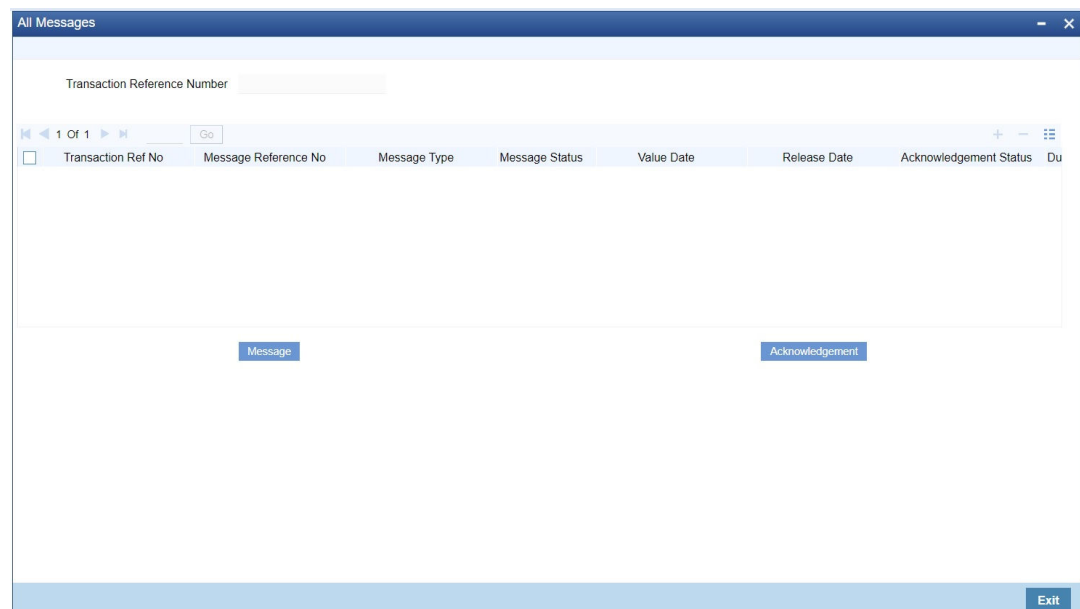 All Messages
Transaction Reference Number
1 Of 1 Go
Transaction Ref No Message Reference No Message Type Message Status Value Date Release Date Acknowledgement Status Du
Message Acknowledgement
Exit